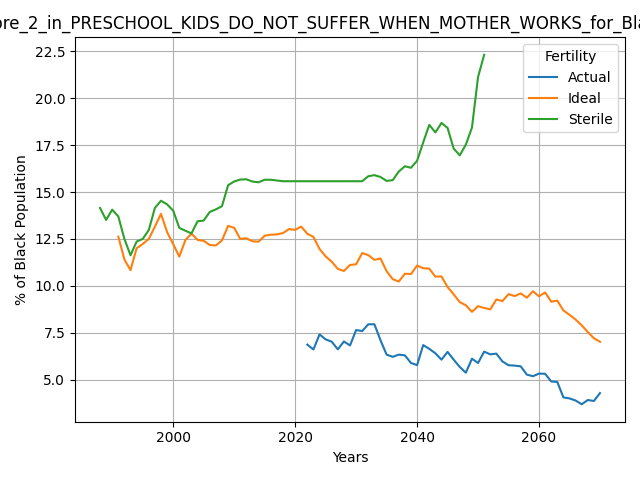 ore_2_in_PRESCHOOL_KIDS_DO_NOT_SUFFER_WHEN_MOTHER_WORKS_for_Bla
Fertility
Actual
Ideal
Sterile
22.5
20.0
17.5
15.0
12.5
10.0
7.5
5.0
% of Black Population
2000
2020
2040
2060
Years